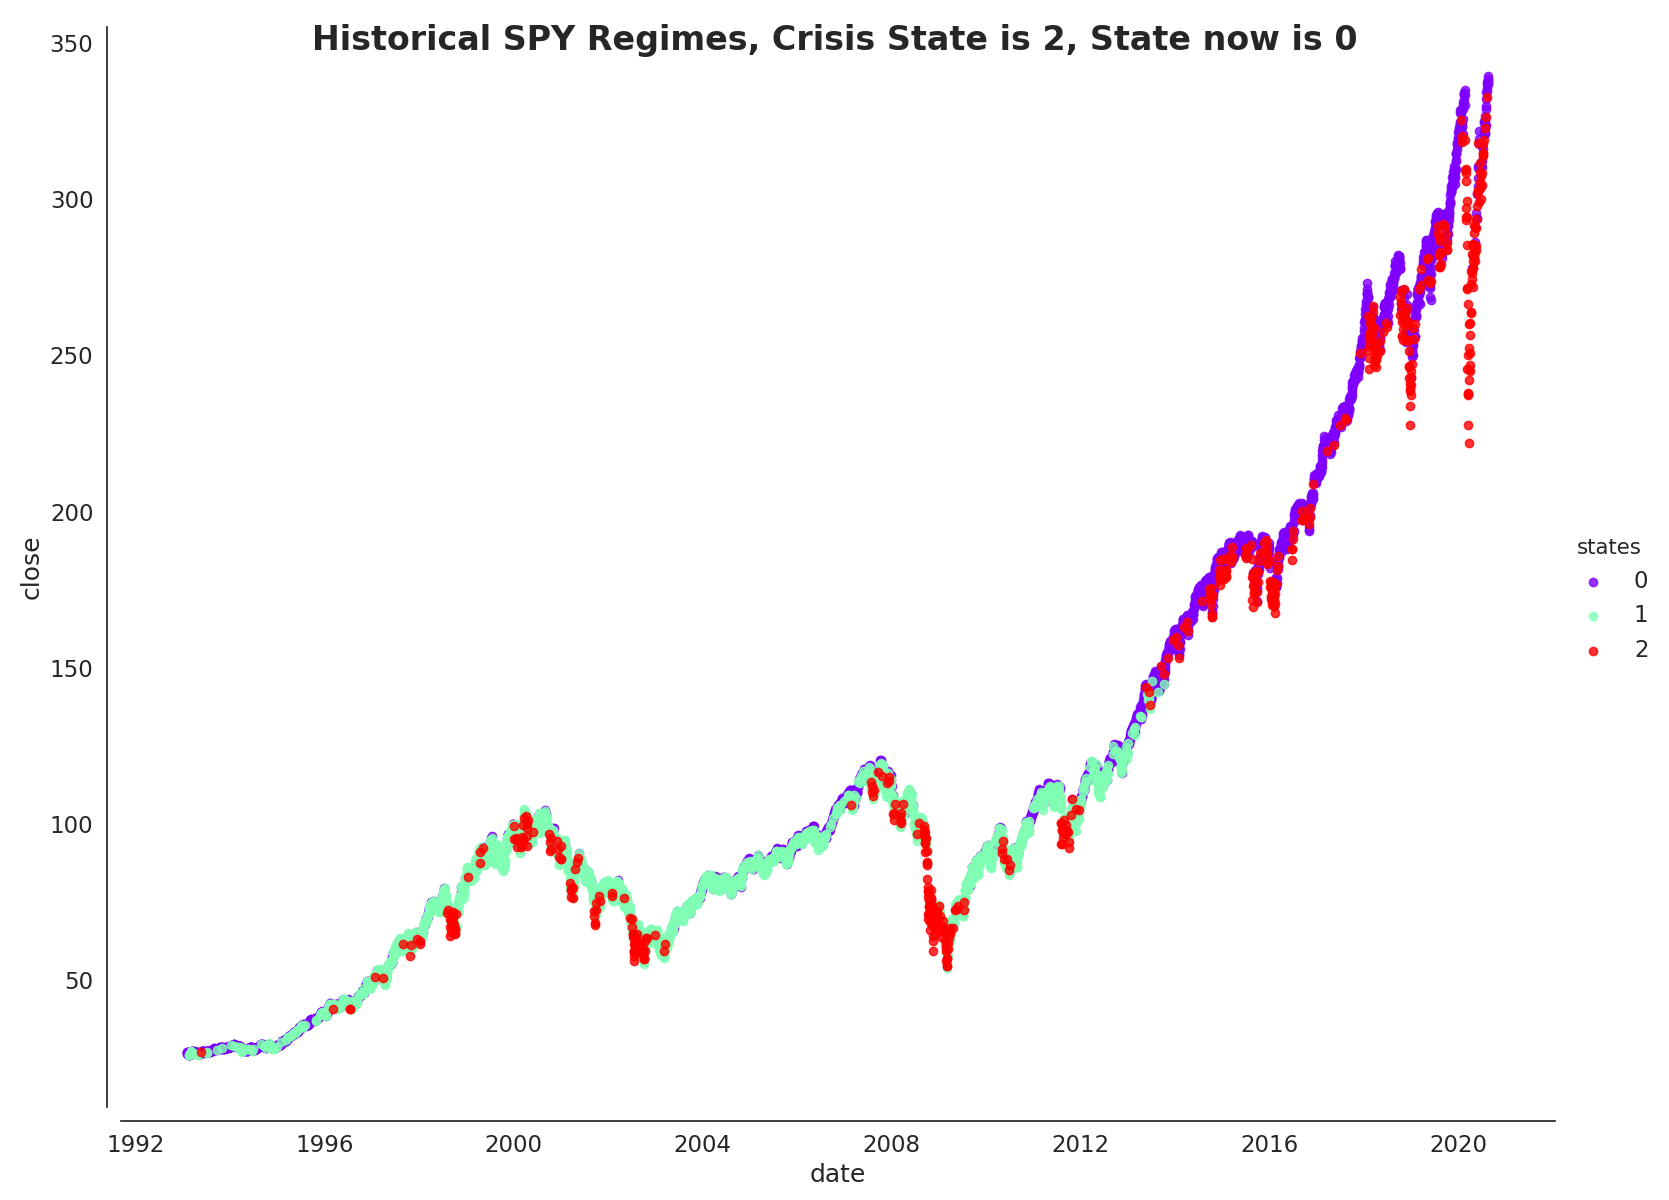 Historical SPY Regimes, Crisis State is 2, State now is 0
350
300
250
200
150
100
50
close
1992 1996 2000 2004 2008 2012 2016 2020
date
states
0
1
2